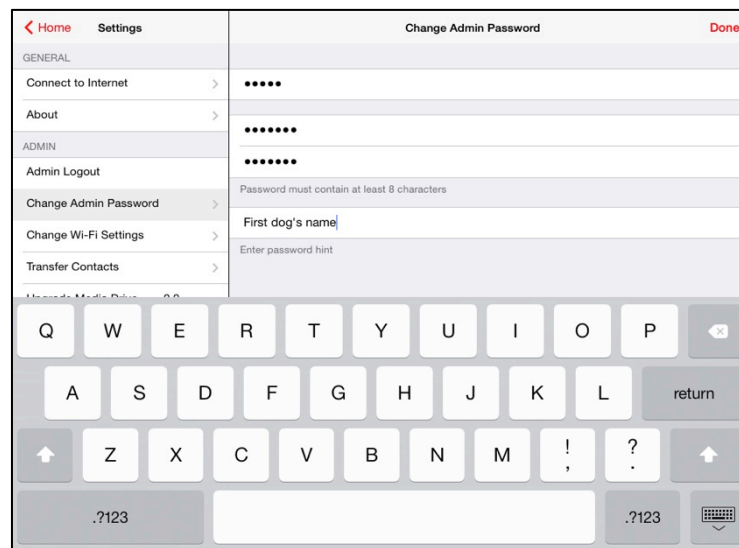 Home Settings Change Admin Password Done
GENERAL
Connect to Internet
•••••
About
•••••••
ADMIN
•••••••
Admin Logout
Password must contain at least 8 characters
Change Admin Password
First dog's name
Change Wi-Fi Settings
Enter password hint
Transfer Contacts
Q W E R T Y U I O P
A S D F G H J K L return
Z X C V B N M ! , ? .
.?123 .?123